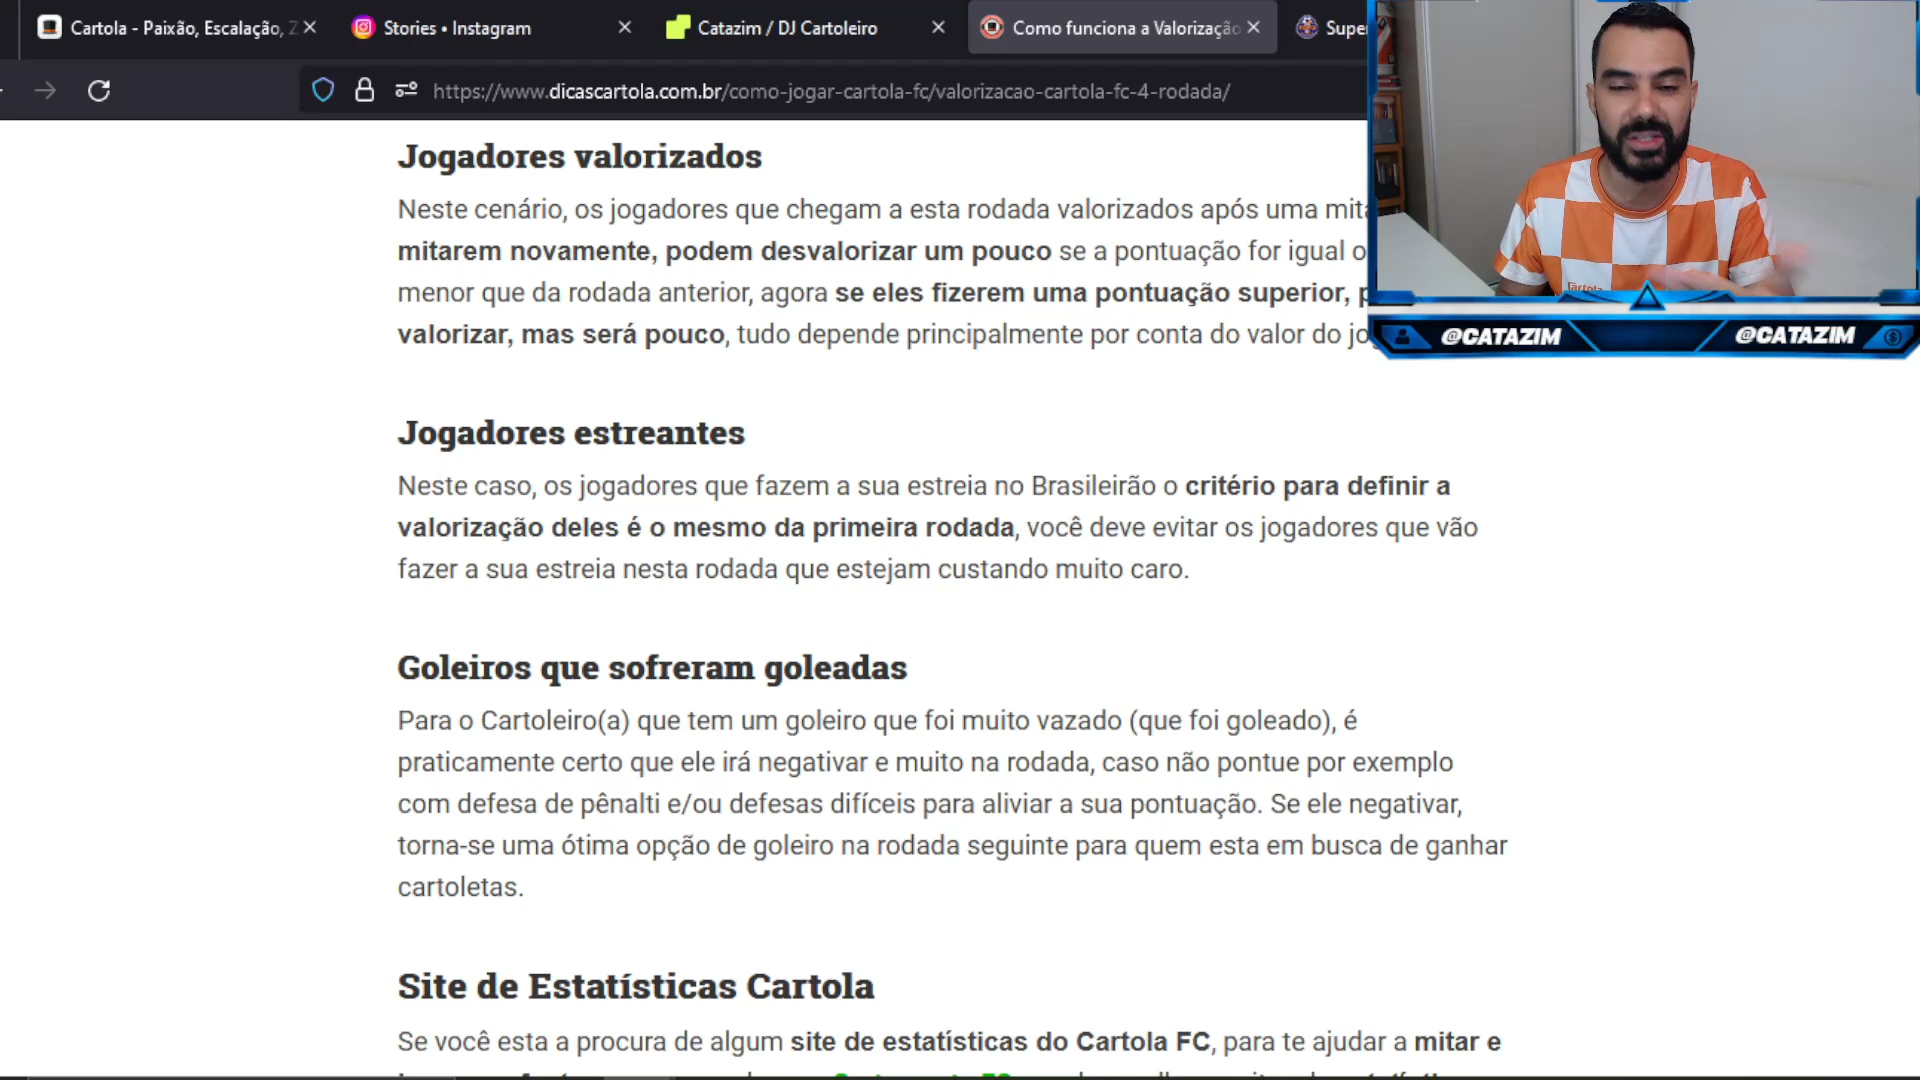 Cartola - Paixão, Escalação, Z
Stories • Instagram
Catazim / DJ Cartoleiro
Como funciona a Valorização
Supe
https://www.dicascartola.com.br/como-jogar-cartola-fc/valorizacao-cartola-fc-4-rodada/
@CATAZIM
@CATAZIM
Jogadores valorizados
Neste cenário, os jogadores que chegam a esta rodada valorizados após uma mita
mitarem novamente, podem desvalorizar um pouco se a pontuação for igual o
menor que da rodada anterior, agora se eles fizerem uma pontuação superior, p
valorizar, mas será pouco, tudo depende principalmente por conta do valor do jo
Jogadores estreantes
Neste caso, os jogadores que fazem a sua estreia no Brasileirão o critério para definir a
valorização deles é o mesmo da primeira rodada, você deve evitar os jogadores que vão
fazer a sua estreia nesta rodada que estejam custando muito caro.
Goleiros que sofreram goleadas
Para o Cartoleiro(a) que tem um goleiro que foi muito vazado (que foi goleado), é
praticamente certo que ele irá negativar e muito na rodada, caso não pontue por exemplo
com defesa de pênalti e/ou defesas difíceis para aliviar a sua pontuação. Se ele negativar,
torna-se uma ótima opção de goleiro na rodada seguinte para quem esta em busca de ganhar
cartoletas.
Site de Estatísticas Cartola
Se você esta a procura de algum site de estatísticas do Cartola FC, para te ajudar a mitar e